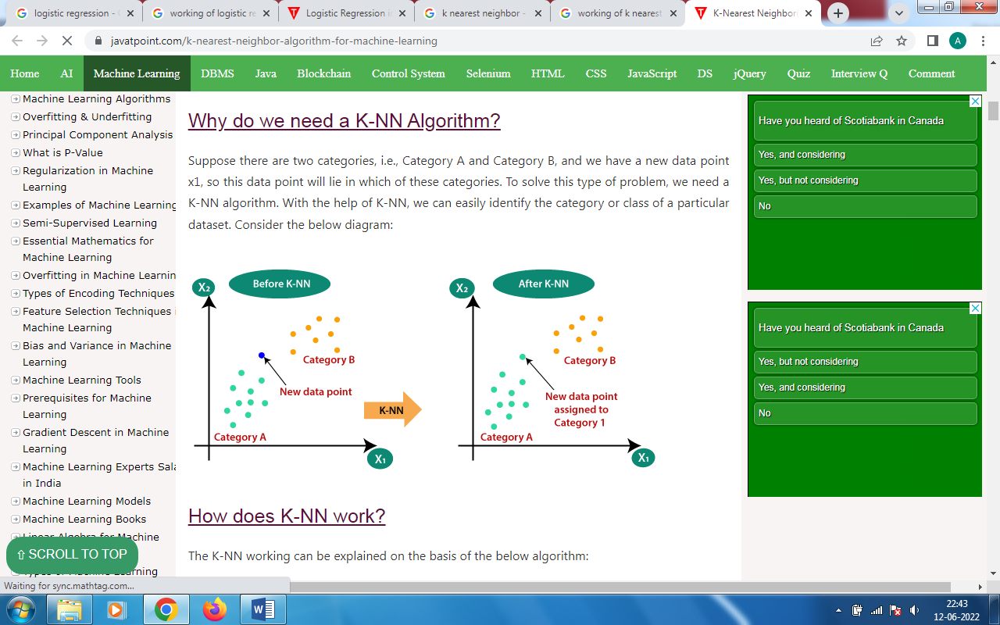 logistic regression -
working of logistic re
Logistic Regression i
k nearest neighbor -
working of k nearest
K-Nearest Neighbor
javatpoint.com/k-nearest-neighbor-algorithm-for-machine-learning
A
Home AI Machine Learning DBMS Java Blockchain Control System Selenium HTML CSS JavaScript DS jQuery Quiz Interview Q Comment
Machine Learning Algorithms
Overfitting & Underfitting
Principal Component Analysis
What is P-Value
Regularization in Machine
Learning
Examples of Machine Learning
Semi-Supervised Learning
Essential Mathematics for
Machine Learning
Overfitting in Machine Learnin
Types of Encoding Techniques
Feature Selection Techniques i
Machine Learning
Bias and Variance in Machine
Learning
Machine Learning Tools
Prerequisites for Machine
Learning
Gradient Descent in Machine
Learning
Machine Learning Experts Sala
in India
Machine Learning Models
Machine Learning Books
Linear Algebra for Machine
Types of Machine Learning
⇧ SCROLL TO TOP
Why do we need a K-NN Algorithm?
Suppose there are two categories, i.e., Category A and Category B, and we have a new data point
x1, so this data point will lie in which of these categories. To solve this type of problem, we need a
K-NN algorithm. With the help of K-NN, we can easily identify the category or class of a particular
dataset. Consider the below diagram:
X₂
Before K-NN
Category B
New data point
Category A
X₁
K-NN
X₂
After K-NN
Category B
New data point
assigned to
Category 1
Category A
X₁
How does K-NN work?
The K-NN working can be explained on the basis of the below algorithm:
Have you heard of Scotiabank in Canada
Yes, and considering
Yes, but not considering
No
Have you heard of Scotiabank in Canada
Yes, but not considering
Yes, and considering
No
Waiting for sync.mathtag.com...
22:43
12-06-2022